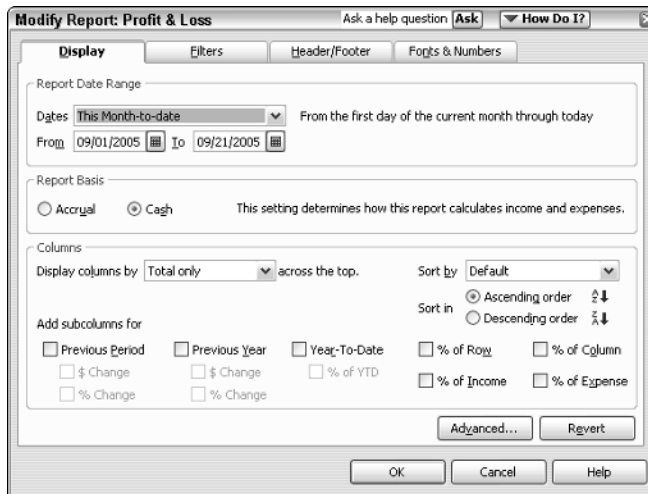 Modify Report: Profit & Loss Ask a help question Ask How Do I?
Display Filters Header/Footer Fonts & Numbers
Report Date Range
Dates This Month-to-date From the first day of the current month through today
From 09/01/2005 To 09/21/2005
Report Basis
Accrual Cash This setting determines how this report calculates income and expenses.
Columns
Display columns by Total only across the top. Sort by Default
Sort in Ascending order
Descending order
Add subcolumns for
Previous Period Previous Year Year-To-Date % of Row % of Column
$ Change $ Change % of YTD
% Change % Change % of Income % of Expense
Advanced... Revert
OK Cancel Help